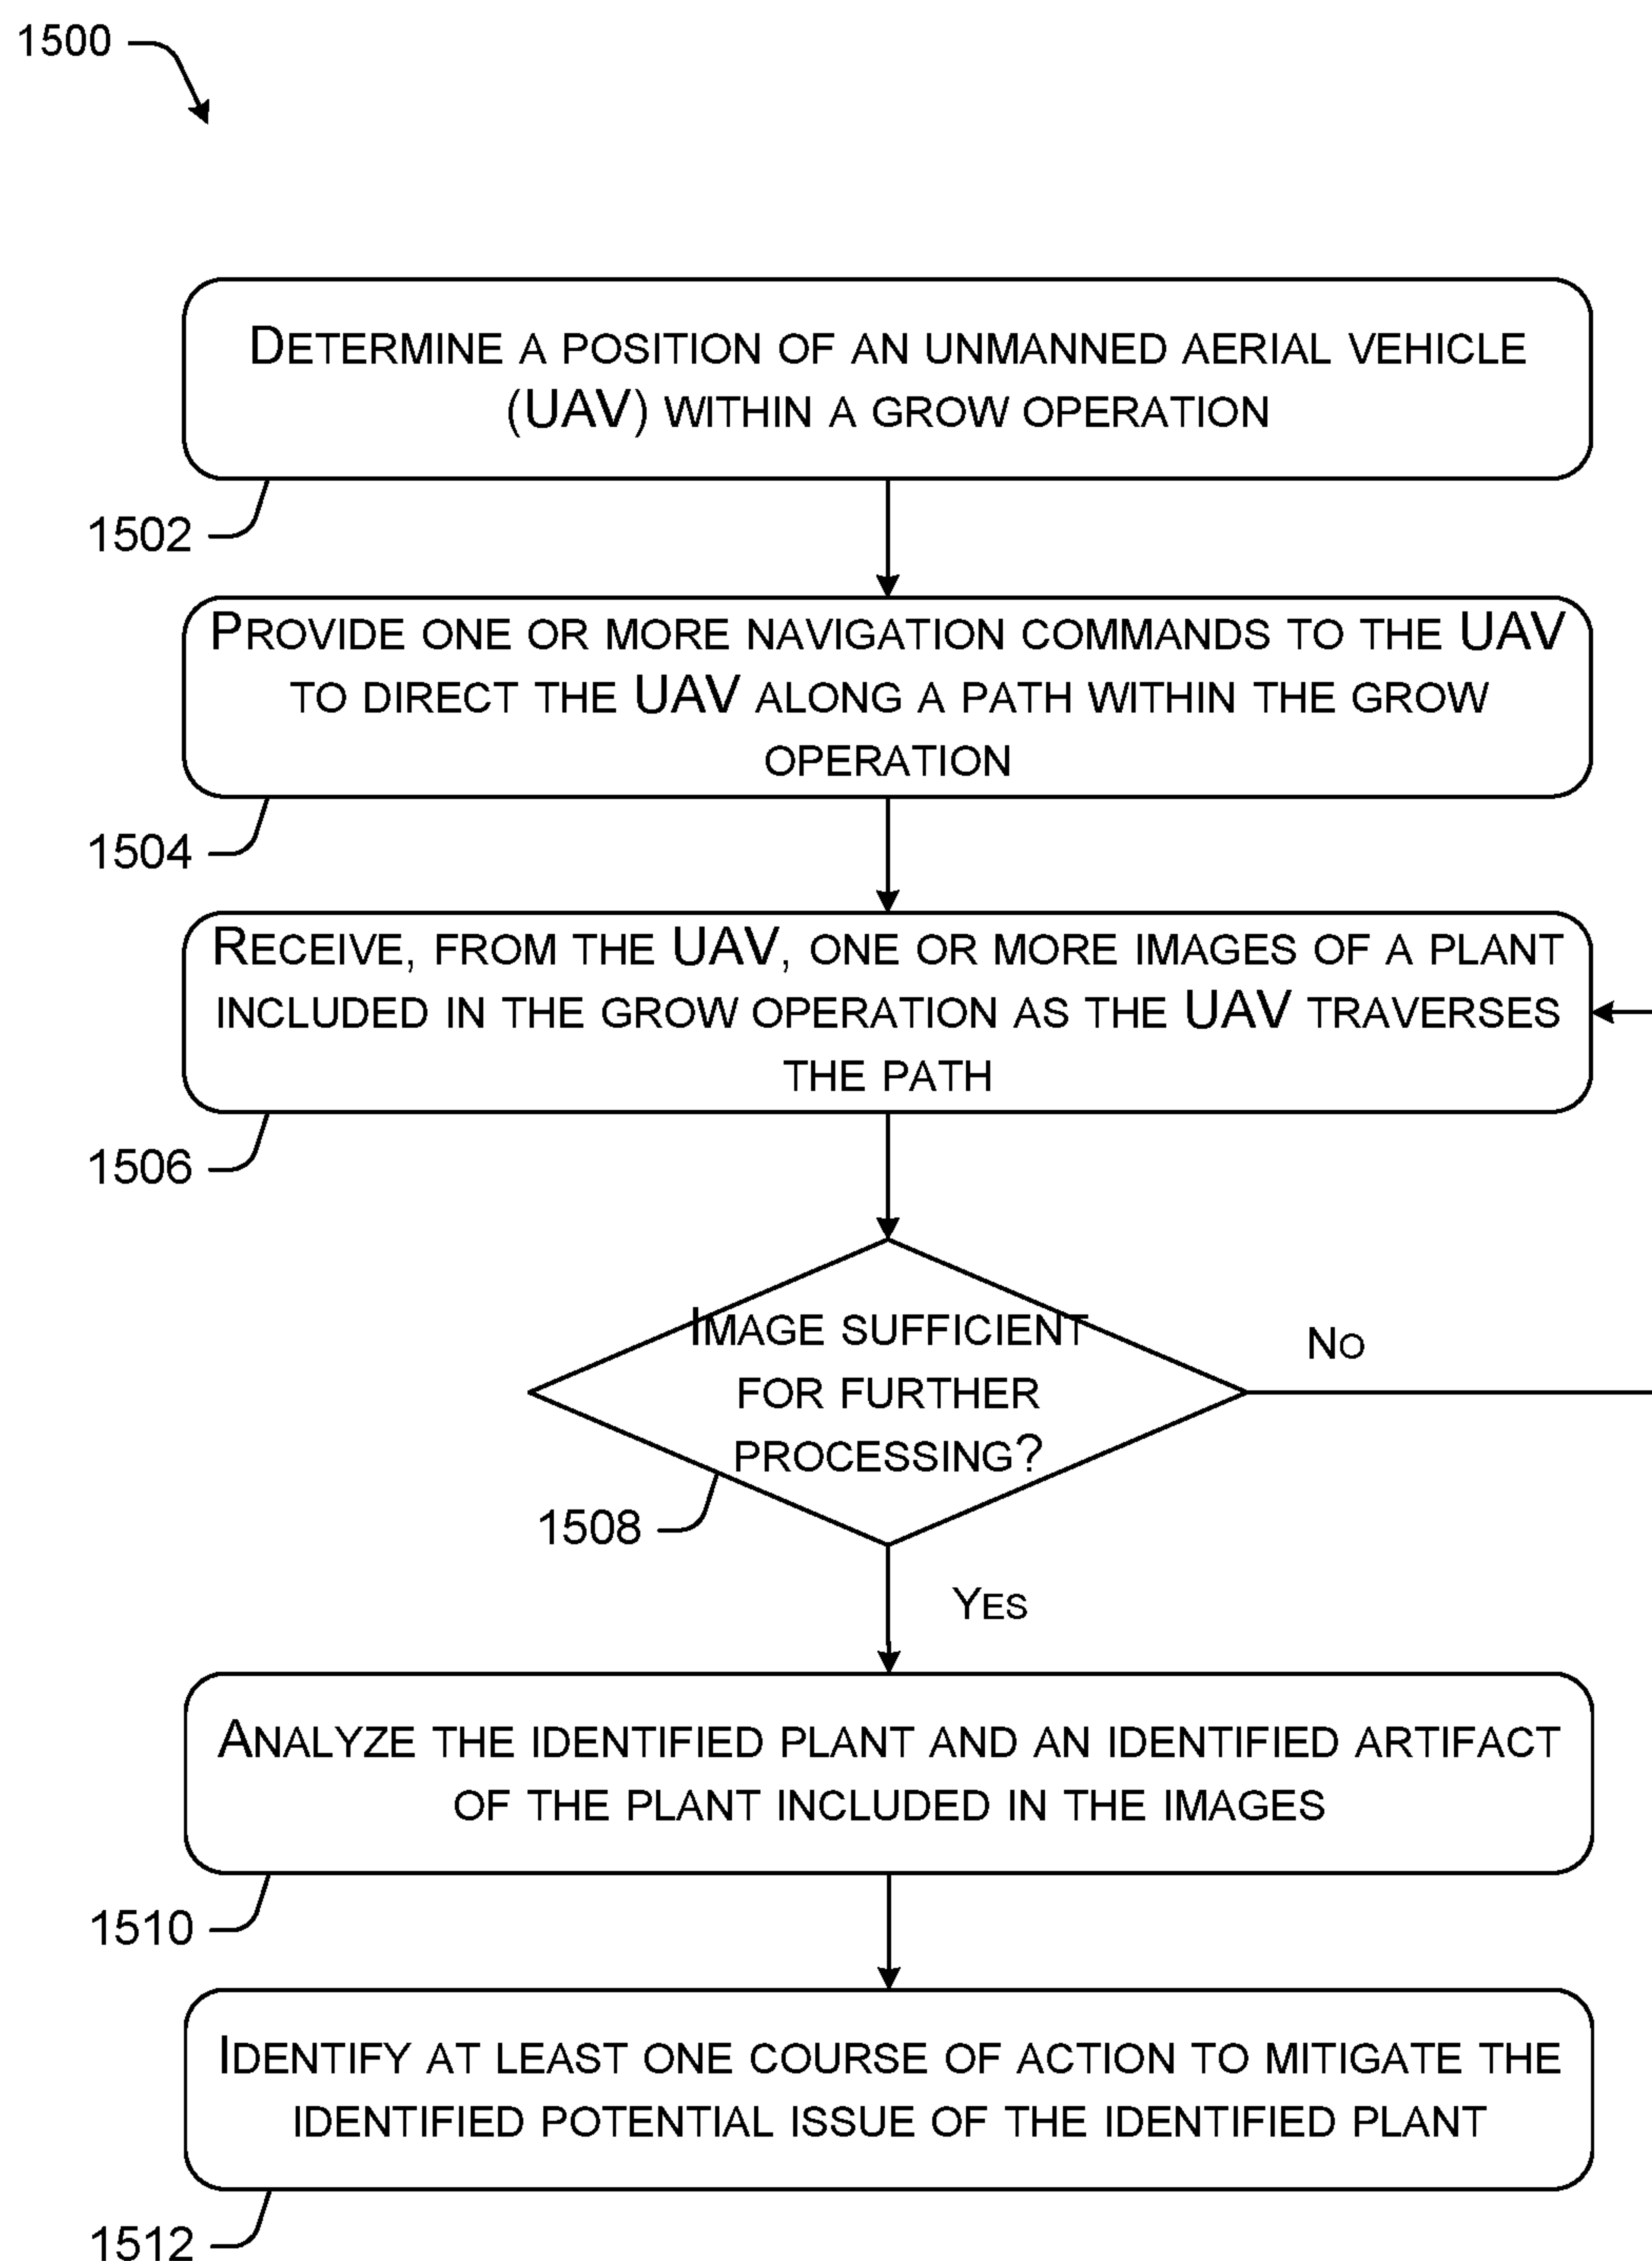 1500
DETERMINE A POSITION OF AN UNMANNED AERIAL VEHICLE
(UAV) WITHIN A GROW OPERATION
1502
PROVIDE ONE OR MORE NAVIGATION COMMANDS TO THE UAV
TO DIRECT THE UAV ALONG A PATH WITHIN THE GROW
OPERATION
1504
RECEIVE, FROM THE UAV, ONE OR MORE IMAGES OF A PLANT
INCLUDED IN THE GROW OPERATION AS THE UAV TRAVERSES
THE PATH
1506
IMAGE SUFFICIENT
FOR FURTHER
PROCESSING?
NO
1508
YES
ANALYZE THE IDENTIFIED PLANT AND AN IDENTIFIED ARTIFACT
OF THE PLANT INCLUDED IN THE IMAGES
1510
IDENTIFY AT LEAST ONE COURSE OF ACTION TO MITIGATE THE
IDENTIFIED POTENTIAL ISSUE OF THE IDENTIFIED PLANT
1512